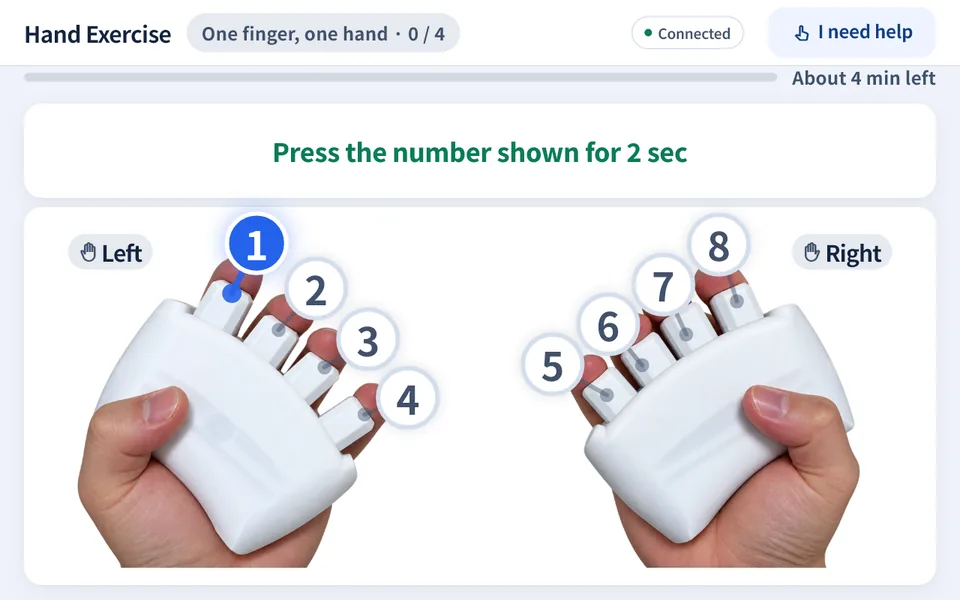 Hand Exercise
One finger, one hand · 0 / 4
Connected
I need help
About 4 min left
Press the number shown for 2 sec
Left
1
2
3
4
5
6
7
8
Right